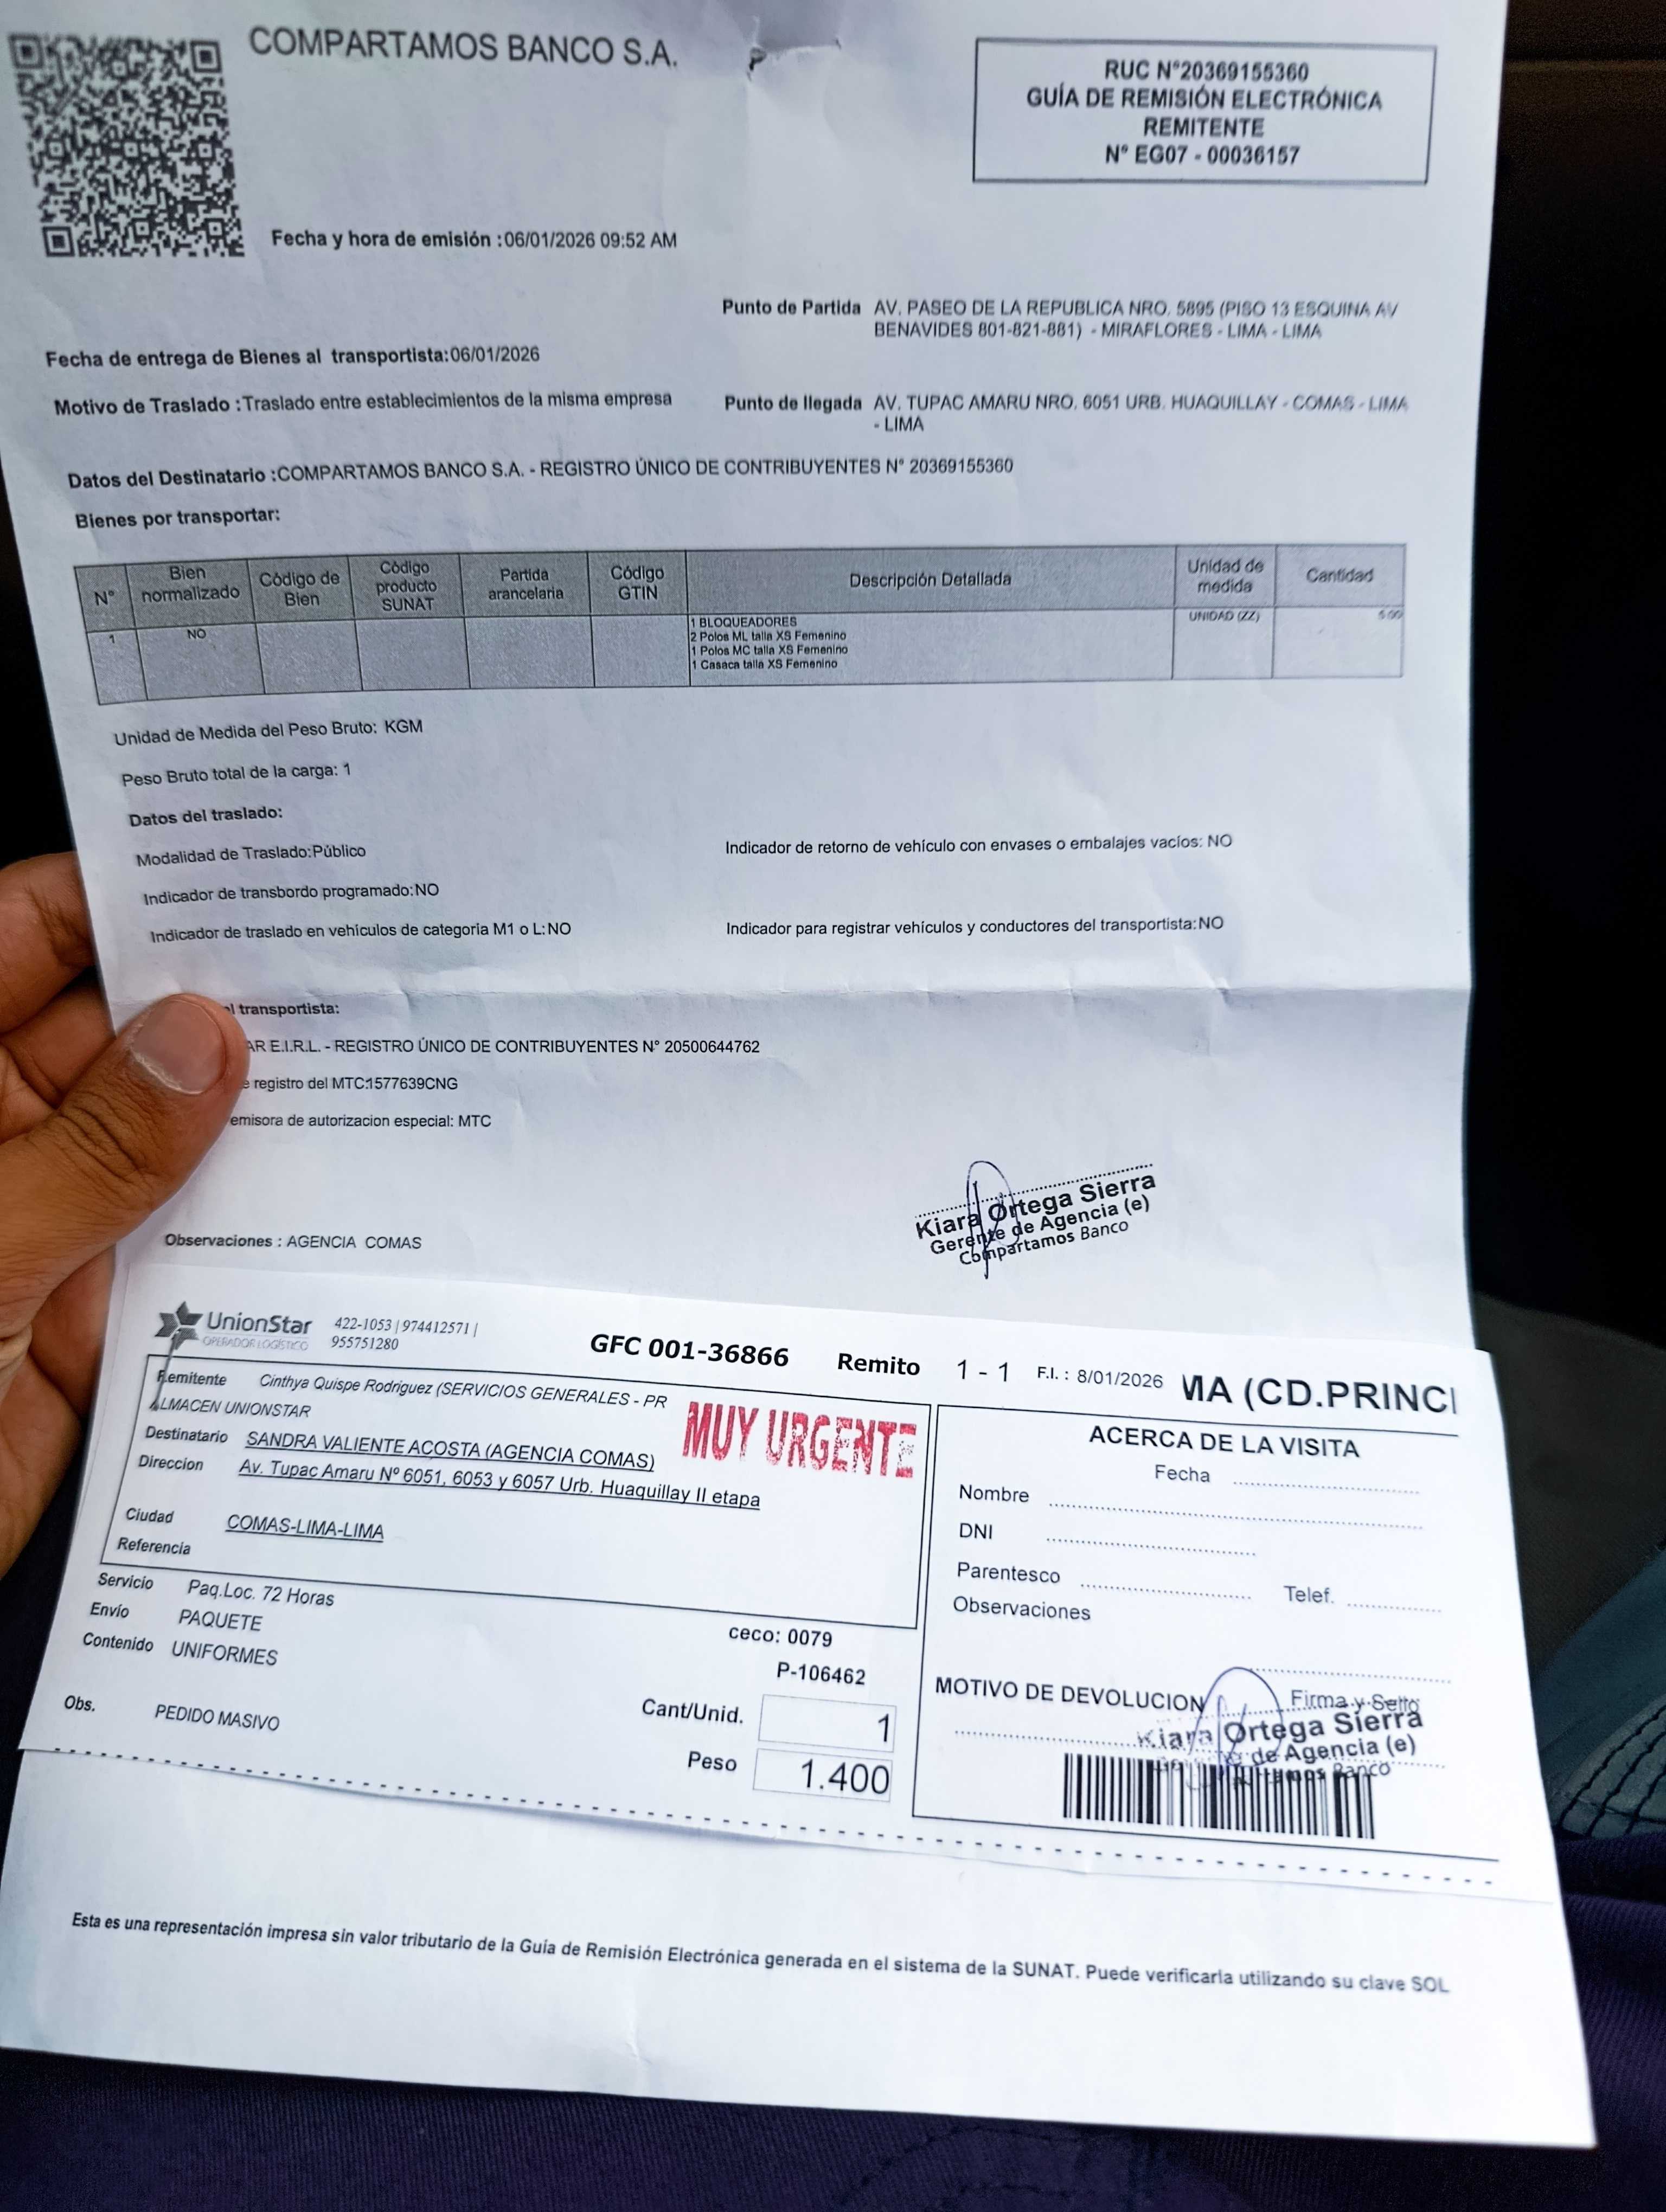 COMPARTAMOS BANCO S.A.
RUC N°20369155360
GUÍA DE REMISIÓN ELECTRÓNICA
REMITENTE
N° EG07 - 00036157
Fecha y hora de emisión :06/01/2026 09:52 AM
Punto de Partida AV. PASEO DE LA REPUBLICA NRO. 5895 (PISO 13 ESQUINA AV
BENAVIDES 801-821-881) - MIRAFLORES - LIMA - LIMA
Fecha de entrega de Bienes al transportista:06/01/2026
Motivo de Traslado :Traslado entre establecimientos de la misma empresa
Punto de llegada AV. TUPAC AMARU NRO. 6051 URB. HUAQUILLAY - COMAS - LIMA
- LIMA
Datos del Destinatario :COMPARTAMOS BANCO S.A. - REGISTRO ÚNICO DE CONTRIBUYENTES N° 20369155360
Bienes por transportar:
N° Bien normalizado Código de Bien Código producto SUNAT Partida arancelaria Código GTIN Descripción Detallada Unidad de medida Cantidad
1 NO 1 BLOQUEADORES UNIDAD (ZZ) 5.00
2 Polos ML talla XS Femenino
1 Polos MC talla XS Femenino
1 Casaca talla XS Femenino
Unidad de Medida del Peso Bruto: KGM
Peso Bruto total de la carga: 1
Datos del traslado:
Modalidad de Traslado:Público
Indicador de retorno de vehículo con envases o embalajes vacíos: NO
Indicador de transbordo programado:NO
Indicador de traslado en vehículos de categoria M1 o L:NO
Indicador para registrar vehículos y conductores del transportista:NO
transportista:
AR E.I.R.L. - REGISTRO ÚNICO DE CONTRIBUYENTES N° 20500644762
registro del MTC:1577639CNG
emisora de autorizacion especial: MTC
Kiara Ortega Sierra
Gerente de Agencia (e)
Compartamos Banco
Observaciones : AGENCIA COMAS
UnionStar
OPERADOR LOGÍSTICO
422-1053 | 974412571 |
955751280
GFC 001-36866 Remito 1 - 1 F.I. : 8/01/2026 MA (CD.PRINCI
Remitente Cinthya Quispe Rodriguez (SERVICIOS GENERALES - PR
ALMACEN UNIONSTAR
MUY URGENTE
Destinatario SANDRA VALIENTE ACOSTA (AGENCIA COMAS)
Direccion Av. Tupac Amaru Nº 6051, 6053 y 6057 Urb. Huaquillay II etapa
Ciudad COMAS-LIMA-LIMA
Referencia
Servicio Paq.Loc. 72 Horas
Envío PAQUETE
Contenido UNIFORMES
ceco: 0079
P-106462
Cant/Unid. 1
Peso 1.400
Obs. PEDIDO MASIVO
ACERCA DE LA VISITA
Fecha
Nombre
DNI
Parentesco Telef.
Observaciones
MOTIVO DE DEVOLUCION
Firma y Sello
Kiara Ortega Sierra
de Agencia (e)
Banco
Esta es una representación impresa sin valor tributario de la Guía de Remisión Electrónica generada en el sistema de la SUNAT. Puede verificarla utilizando su clave SOL